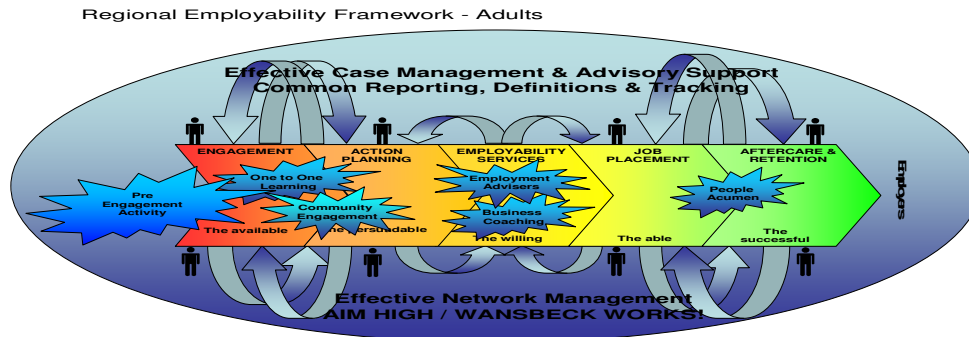 Regional Employability Framework - Adults
Effective Case Management & Advisory Support
Common Reporting, Definitions & Tracking
ENGAGEMENT
ACTION
PLANNING
EMPLOYABILITY
SERVICES
JOB
PLACEMENT
AFTERCARE &
RETENTION
Pre
Engagement
Activity
One to One
Learning
Community
Engagement
Employment
Advisers
Business
Coaching
People
Acumen
The available
The willing
The able
The
successful
Effective Network Management
AIM HIGH / WANSBECK WORKS!